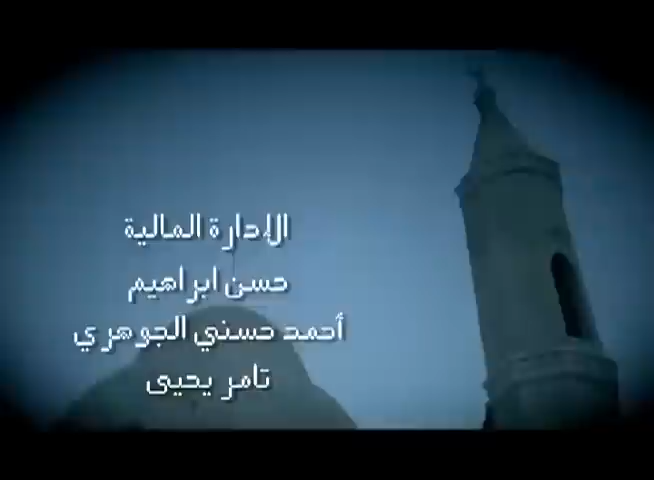 الإدارة المالية
حسن ابراهيم
أحمد حسني الجوهري
تامر يحيى